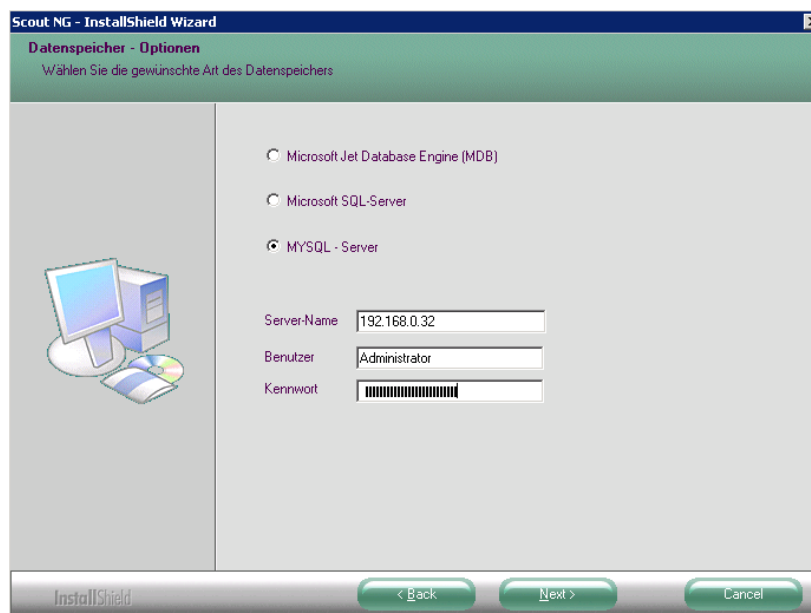 Scout NG - InstallShield Wizard
Datenspeicher - Optionen
Wählen Sie die gewünschte Art des Datenspeichers
Microsoft Jet Database Engine (MDB)
Microsoft SQL-Server
MYSQL - Server
Server-Name 192.168.0.32
Benutzer Administrator
Kennwort
InstallShield
< Back Next > Cancel